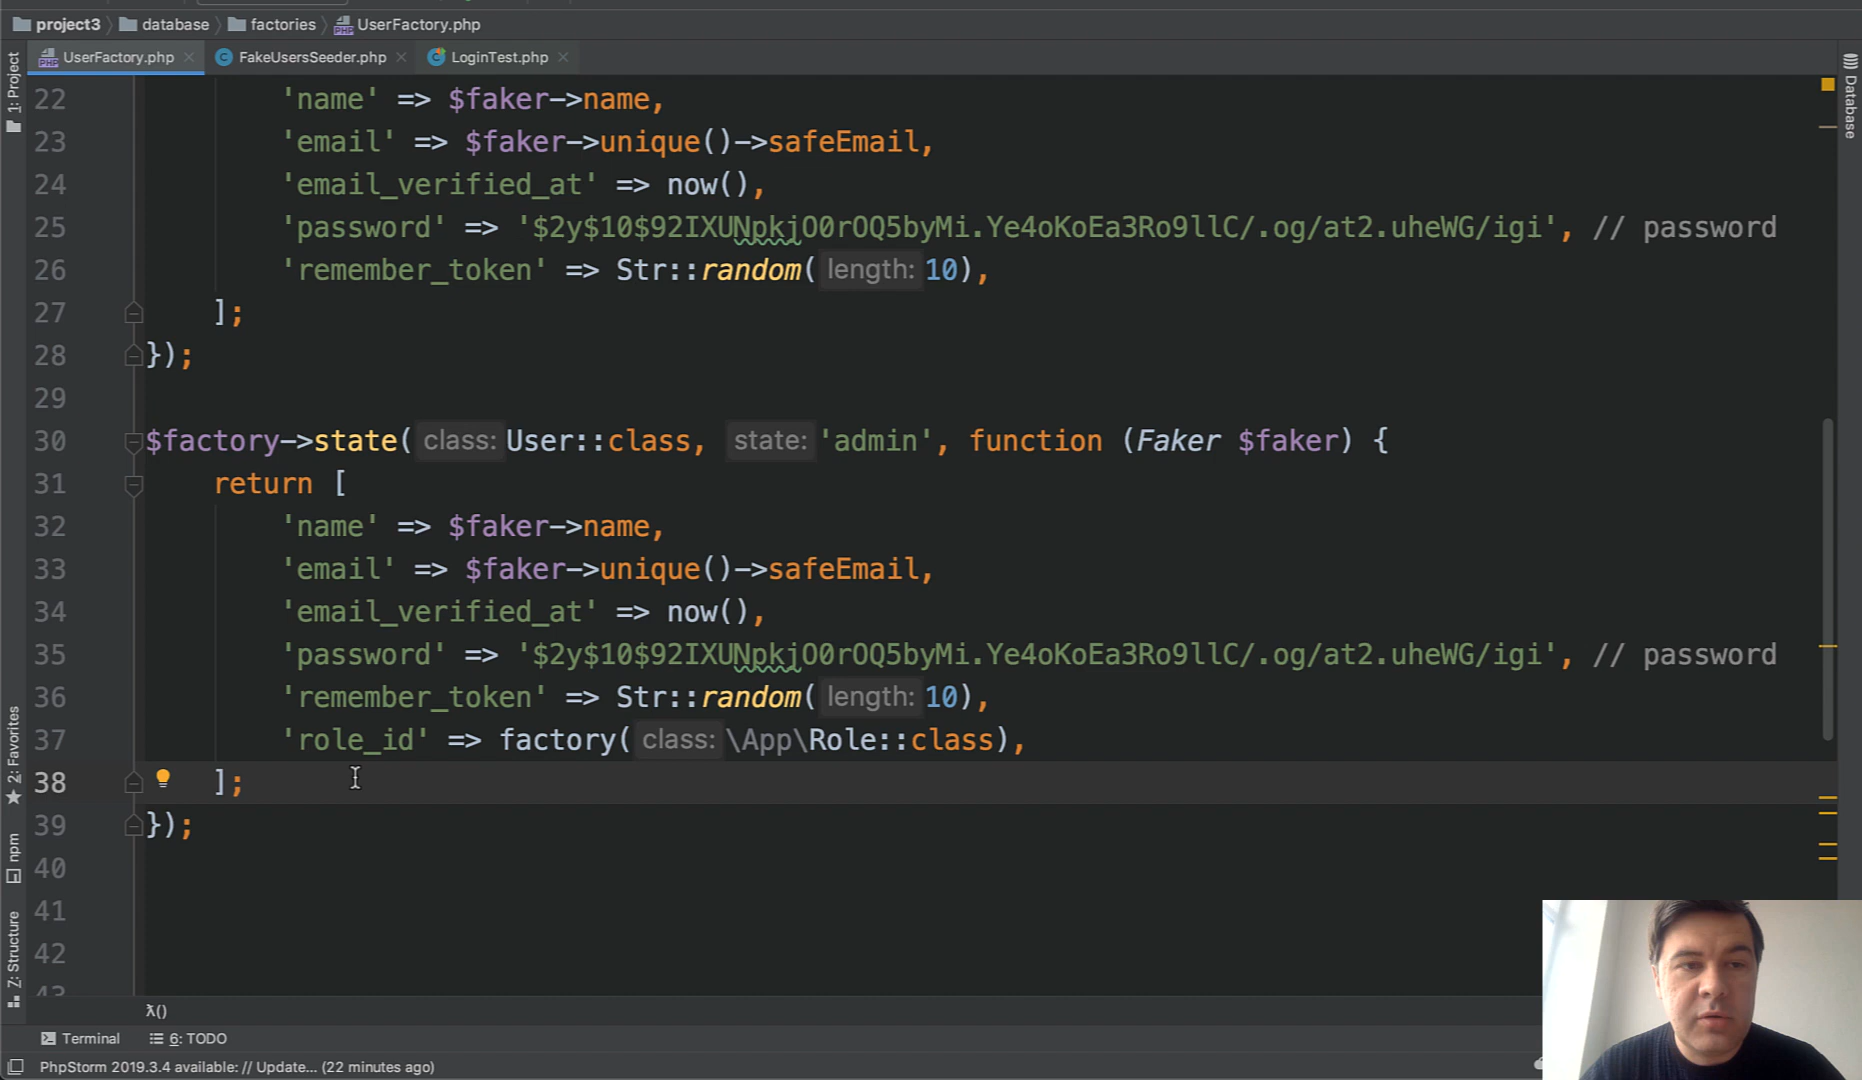 project3 database factories UserFactory.php
UserFactory.php FakeUsersSeeder.php LoginTest.php
1: Project
Database
22 'name' => $faker->name,
23 'email' => $faker->unique()->safeEmail,
24 'email_verified_at' => now(),
25 'password' => '$2y$10$92IXUNpkjO0rOQ5byMi.Ye4oKoEa3Ro9llC/.og/at2.uheWG/igi', // password
26 'remember_token' => Str::random( length: 10),
27 ];
28 });
29
30 $factory->state( class: User::class, state: 'admin', function (Faker $faker) {
31 return [
32 'name' => $faker->name,
33 'email' => $faker->unique()->safeEmail,
34 'email_verified_at' => now(),
35 'password' => '$2y$10$92IXUNpkjO0rOQ5byMi.Ye4oKoEa3Ro9llC/.og/at2.uheWG/igi', // password
36 'remember_token' => Str::random( length: 10),
37 'role_id' => factory( class: \App\Role::class),
38 ];
39 });
40
41
42
43
2: Favorites
npm
Z: Structure
λ()
Terminal 6: TODO
PhpStorm 2019.3.4 available: // Update... (22 minutes ago)